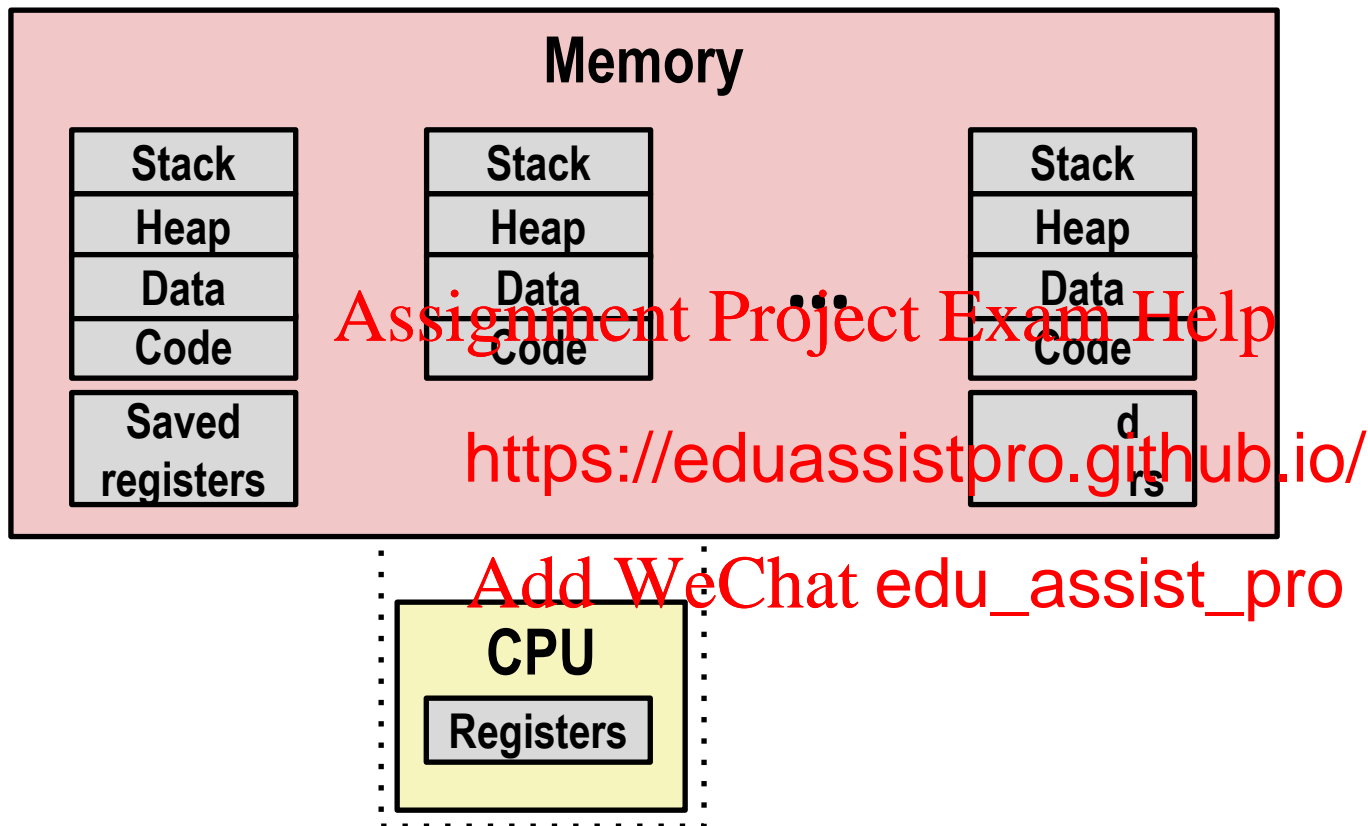 Memory
Stack
Heap
Data
Code
Saved
registers
Stack
Heap
Data
Code
...
Stack
Heap
Data
Code
d
rs
Assignment Project Exam Help
https://eduassistpro.github.io/
Add WeChat edu_assist_pro
CPU
Registers